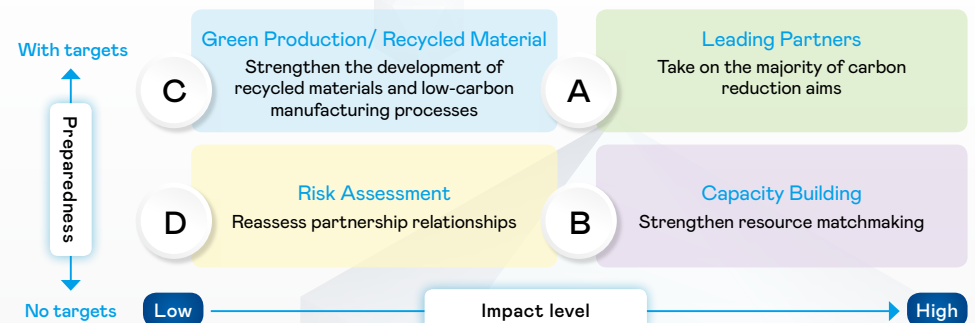 With targets
Preparedness
No targets
C
Green Production/ Recycled Material
Strengthen the development of
recycled materials and low-carbon
manufacturing processes
A
Leading Partners
Take on the majority of carbon
reduction aims
D
Risk Assessment
Reassess partnership relationships
B
Capacity Building
Strengthen resource matchmaking
Low
Impact level
High